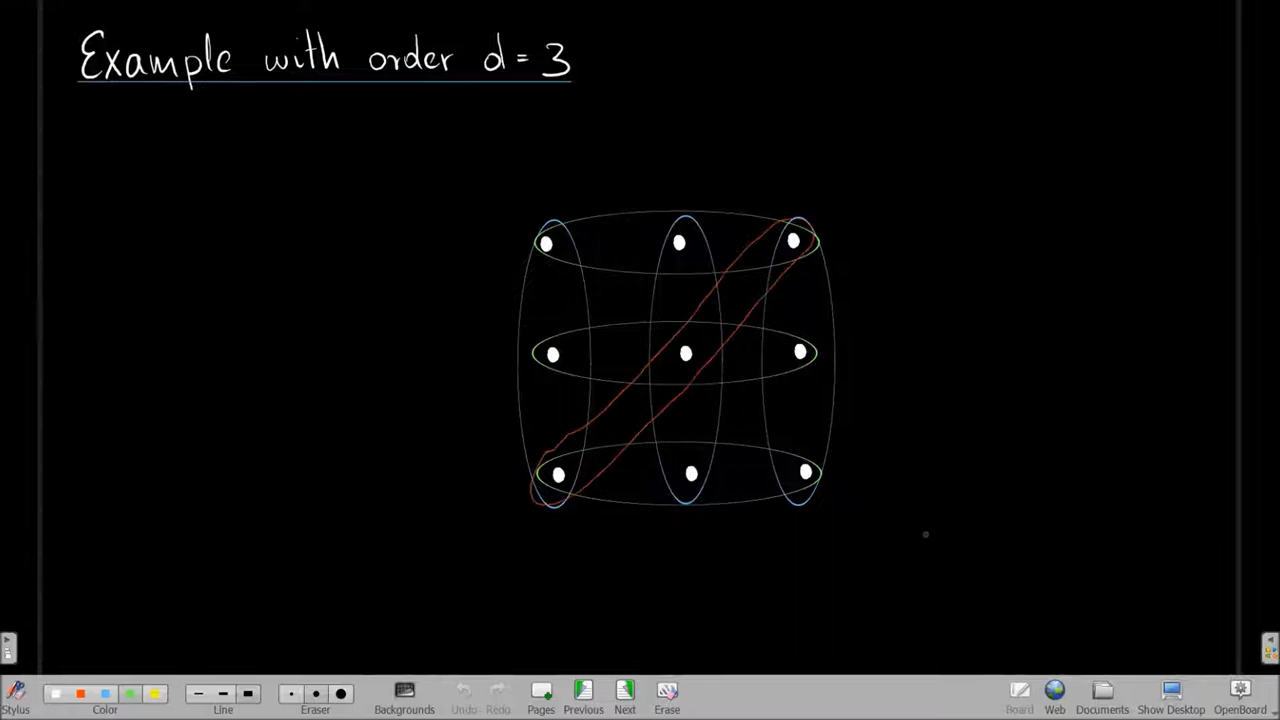 Example with order d = 3
Stylus
Color
Line
Eraser
Backgrounds
Undo
Redo
Pages
Previous
Next
Erase
Board
Web
Documents
Show Desktop
OpenBoard